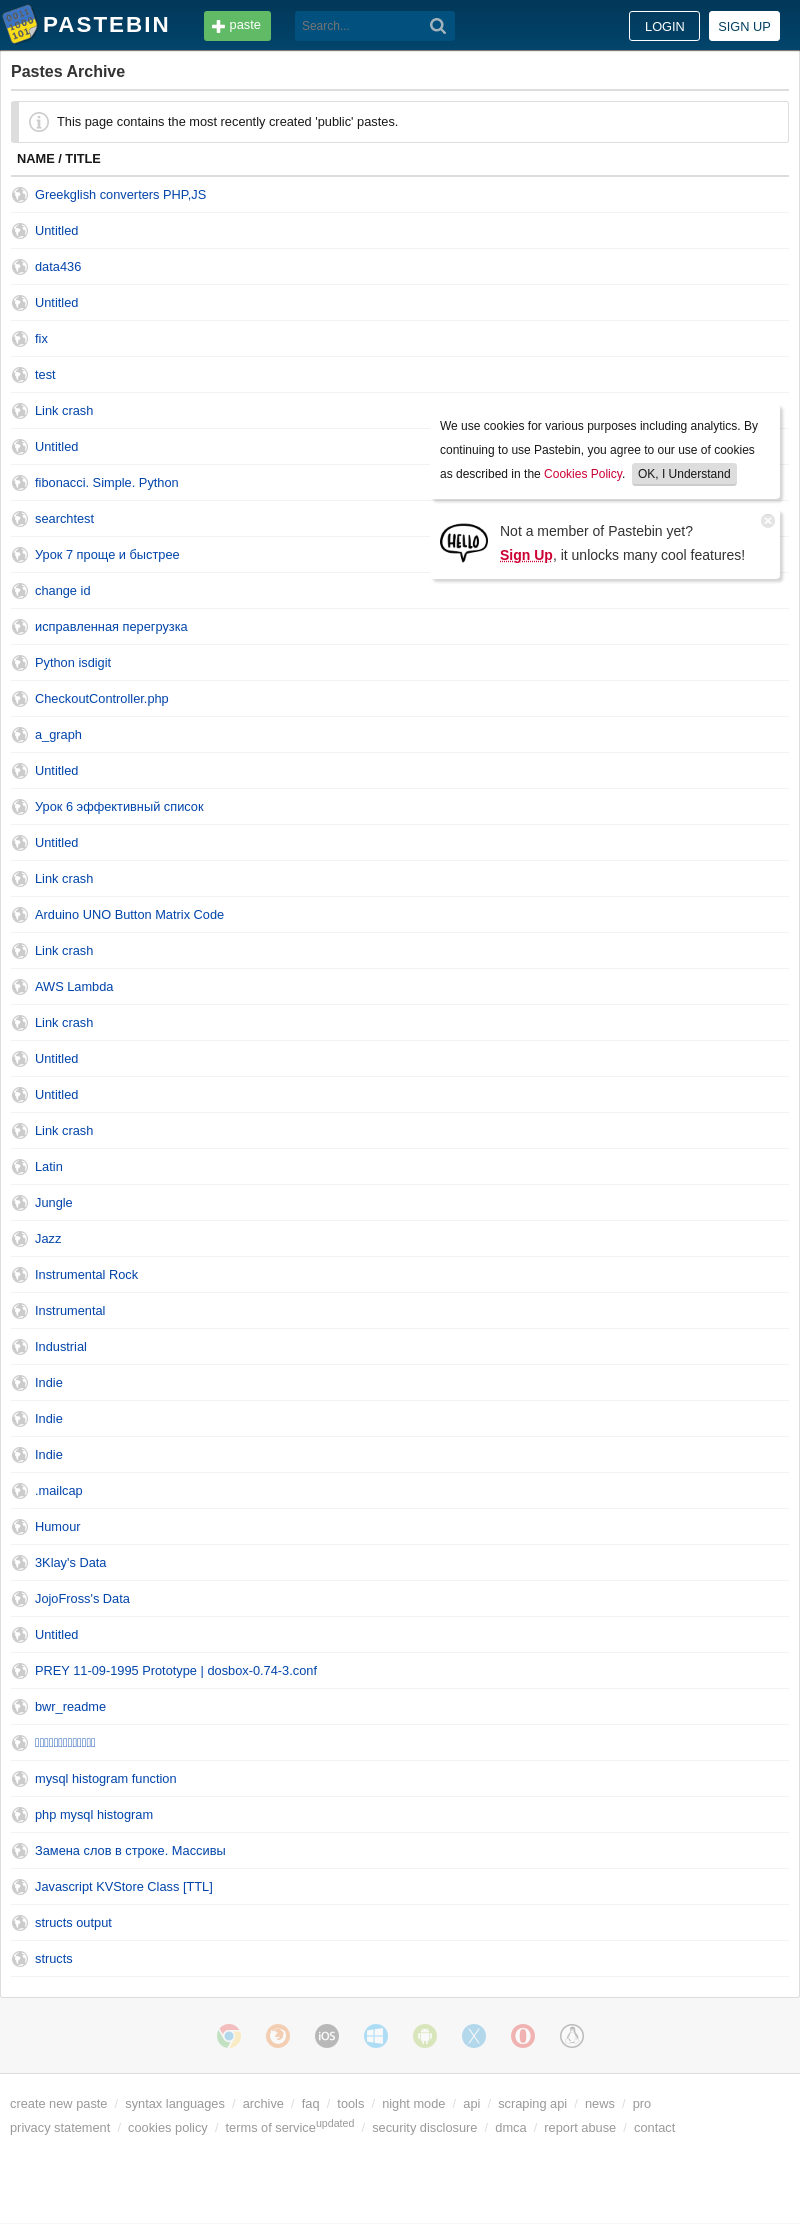 PASTEBIN
paste
Search...
LOGIN
SIGN UP
Pastes Archive
This page contains the most recently created 'public' pastes.
NAME / TITLE
Greekglish converters PHP,JS
Untitled
data436
Untitled
fix
test
Link crash
Untitled
fibonacci. Simple. Python
searchtest
Урок 7 проще и быстрее
change id
исправленная перегрузка
Python isdigit
CheckoutController.php
a_graph
Untitled
Урок 6 эффективный список
Untitled
Link crash
Arduino UNO Button Matrix Code
Link crash
AWS Lambda
Link crash
Untitled
Untitled
Link crash
Latin
Jungle
Jazz
Instrumental Rock
Instrumental
Industrial
Indie
Indie
Indie
.mailcap
Humour
3Klay's Data
JojoFross's Data
Untitled
PREY 11-09-1995 Prototype | dosbox-0.74-3.conf
bwr_readme
mysql histogram function
php mysql histogram
Замена слов в строке. Массивы
Javascript KVStore Class [TTL]
structs output
structs
We use cookies for various purposes including analytics. By
continuing to use Pastebin, you agree to our use of cookies
as described in the Cookies Policy. OK, I Understand
HELLO
Not a member of Pastebin yet?
Sign Up, it unlocks many cool features!
iOS
create new paste / syntax languages / archive / faq / tools / night mode / api / scraping api / news / pro
privacy statement / cookies policy / terms of serviceupdated / security disclosure / dmca / report abuse / contact